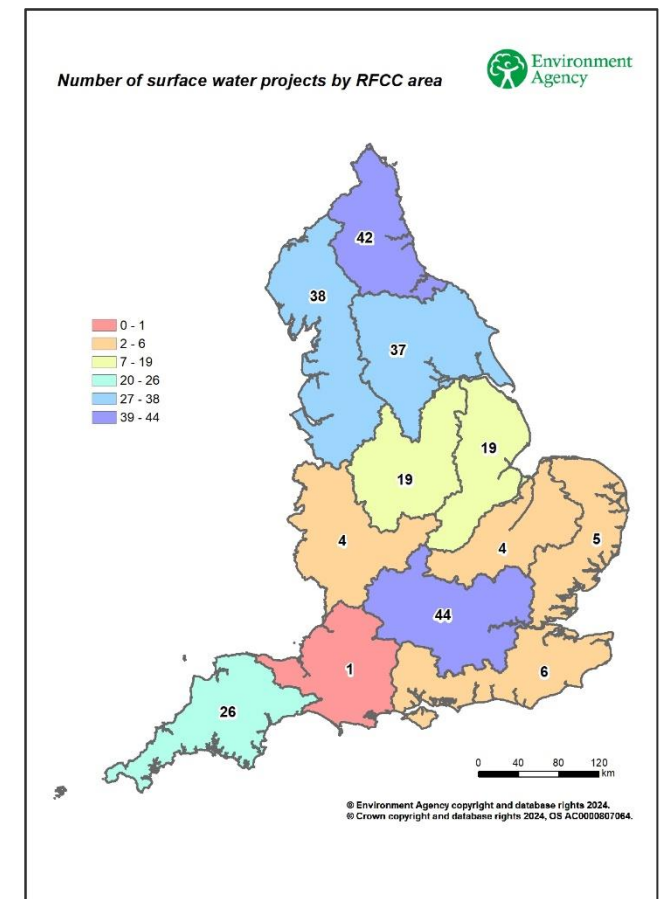 Number of surface water projects by RFCC area
Environment
Agency
42
38
37
0 - 1
2 - 6
7 - 19
20 - 26
27 - 38
39 - 44
19
19
4
4
5
44
1
6
26
0 40 80 120
km
© Environment Agency copyright and database rights 2024.
© Crown copyright and database rights 2024, OS AC0000807064.